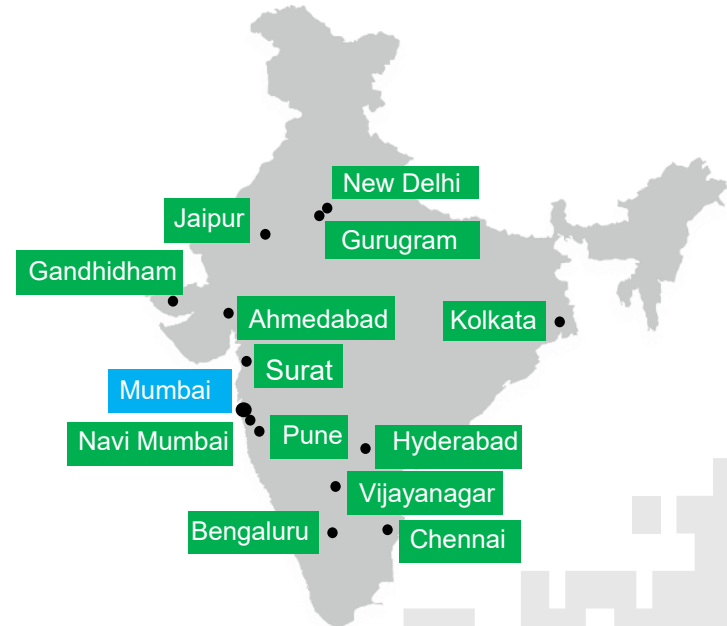 New Delhi
Jaipur
Gurugram
Gandhidham
Ahmedabad
Kolkata
Surat
Mumbai
Navi Mumbai
Pune
Hyderabad
Vijayanagar
Bengaluru
Chennai